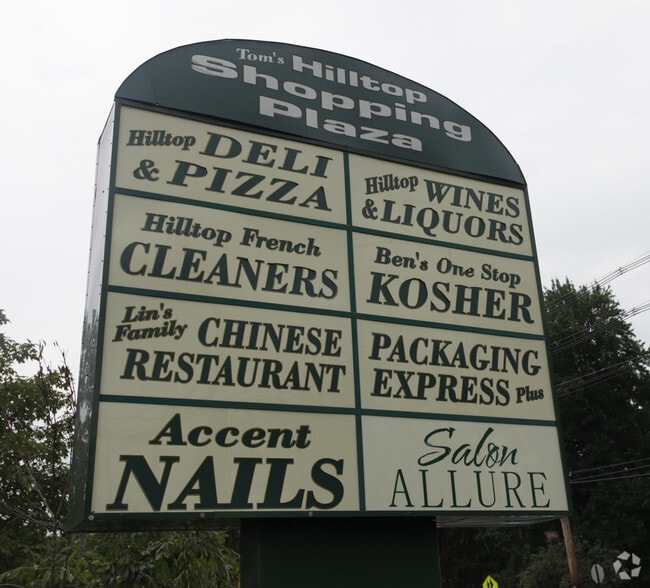 Tom's Hilltop
Shopping
Plaza
Hilltop DELI
& PIZZA
Hilltop WINES
& LIQUORS
Hilltop French
CLEANERS
Ben's One Stop
KOSHER
Lin's
Family CHINESE
RESTAURANT
PACKAGING
EXPRESS Plus
Accent
NAILS
Salon
ALLURE